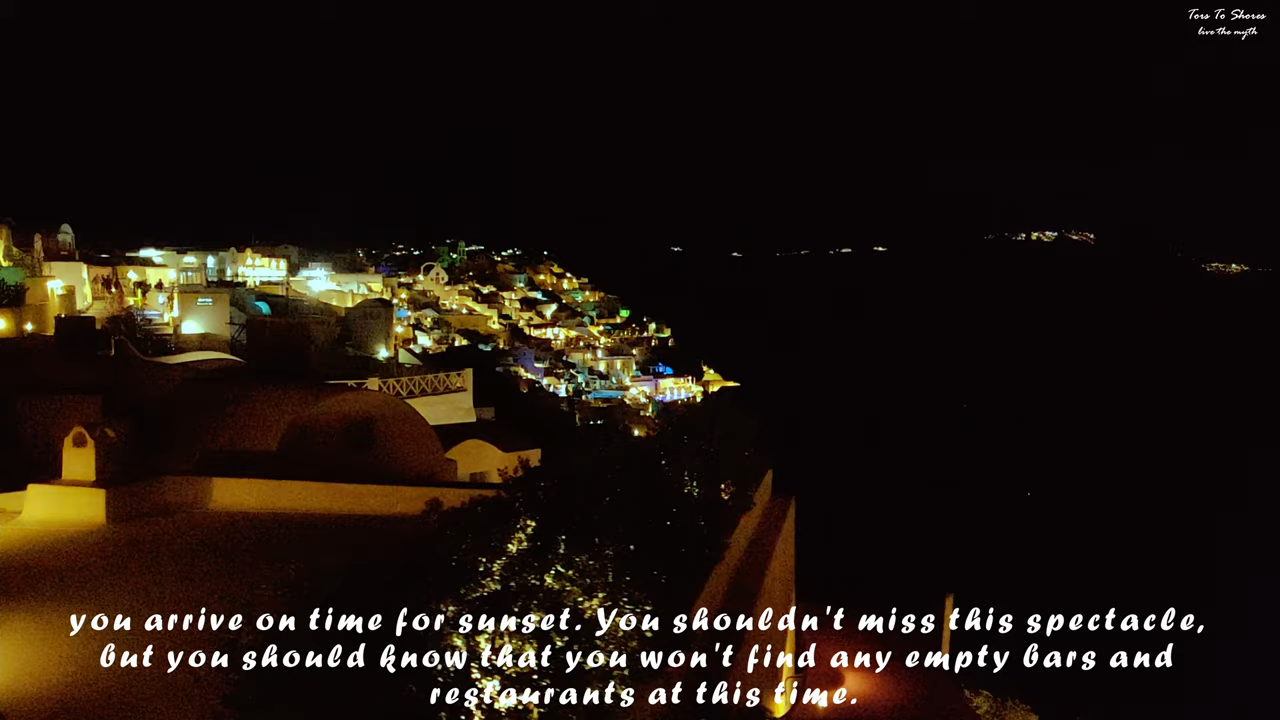 Tors To Shores
live the myth
you arrive on time for sunset. You shouldn't miss this spectacle,
but you should know that you won't find any empty bars and
restaurants at this time.